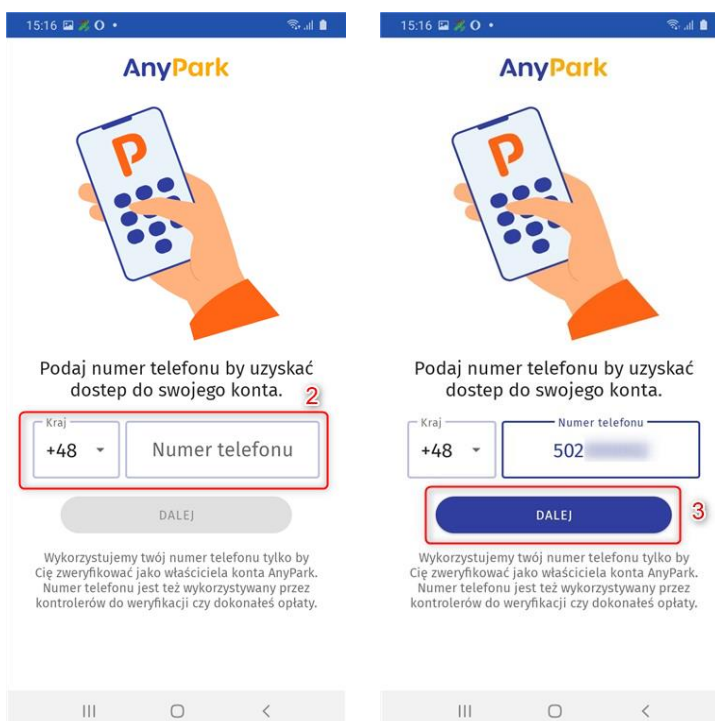 15:16
AnyPark
P
Podaj numer telefonu by uzyskać
dostep do swojego konta.
2
Kraj
+48
Numer telefonu
DALEJ
Wykorzystujemy twój numer telefonu tylko by
Cię zweryfikować jako właściciela konta AnyPark.
Numer telefonu jest też wykorzystywany przez
kontrolerów do weryfikacji czy dokonałeś opłaty.
15:16
AnyPark
P
Podaj numer telefonu by uzyskać
dostep do swojego konta.
Kraj
+48
Numer telefonu
502
DALEJ
3
Wykorzystujemy twój numer telefonu tylko by
Cię zweryfikować jako właściciela konta AnyPark.
Numer telefonu jest też wykorzystywany przez
kontrolerów do weryfikacji czy dokonałeś opłaty.